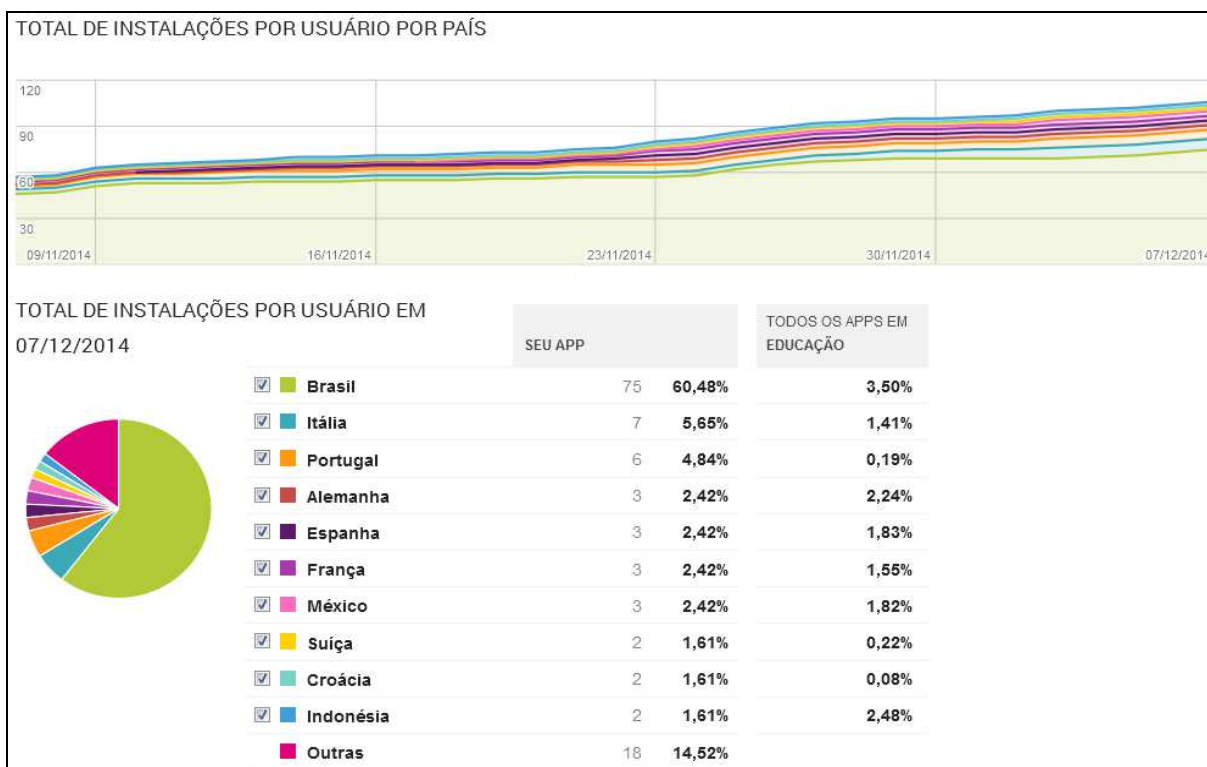 TOTAL DE INSTALAÇÕES POR USUÁRIO POR PAÍS
120
90
60
30
09/11/2014 16/11/2014 23/11/2014 30/11/2014 07/12/2014
TOTAL DE INSTALAÇÕES POR USUÁRIO EM
07/12/2014
SEU APP
TODOS OS APPS EM
EDUCAÇÃO
Brasil 75 60,48% 3,50%
Itália 7 5,65% 1,41%
Portugal 6 4,84% 0,19%
Alemanha 3 2,42% 2,24%
Espanha 3 2,42% 1,83%
França 3 2,42% 1,55%
México 3 2,42% 1,82%
Suíça 2 1,61% 0,22%
Croácia 2 1,61% 0,08%
Indonésia 2 1,61% 2,48%
Outras 18 14,52%